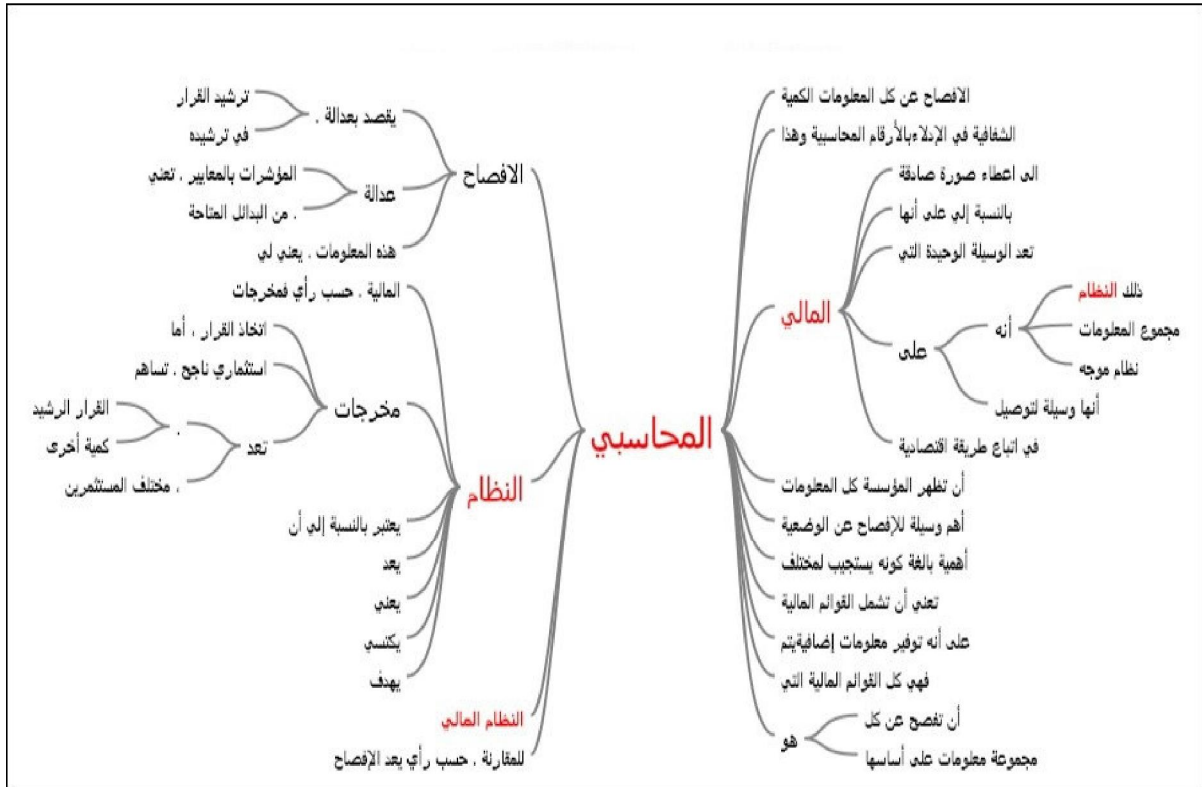 الافصاح عن كل المعلومات الكمية
الشفافية في الإدلاءبالأرقام المحاسبية وهذا
المالي
الى اعطاء صورة صادقة
بالنسبة إلي على أنها
تعد الوسيلة الوحيدة التي
على
أنه
ذلك النظام
مجموع المعلومات
نظام موجه
أنها وسيلة لتوصيل
في اتباع طريقة اقتصادية
أن تظهر المؤسسة كل المعلومات
أهم وسيلة للإفصاح عن الوضعية
أهمية بالغة كونه يستجيب لمختلف
تعني أن تشمل القوائم المالية
على أنه توفير معلومات إضافيةيتم
فهي كل القوائم المالية التي
هو
أن تفصح عن كل
مجموعة معلومات على أساسها
المحاسبي
الافصاح
يقصد بعدالة .
ترشيد القرار
في ترشيده
عدالة
المؤشرات بالمعايير . تعني
. من البدائل المتاحة
هذه المعلومات . يعني لي
النظام
المالية . حسب رأي فمخرجات
مخرجات
اتخاذ القرار . أما
استثماري ناجح . تساهم
تعد
.
القرار الرشيد
كمية أخرى
. مختلف المستثمرين
يعتبر بالنسبة إلي أن
يعد
يعني
يكتسي
يهدف
النظام المالي
للمقارنة . حسب رأي يعد الإفصاح